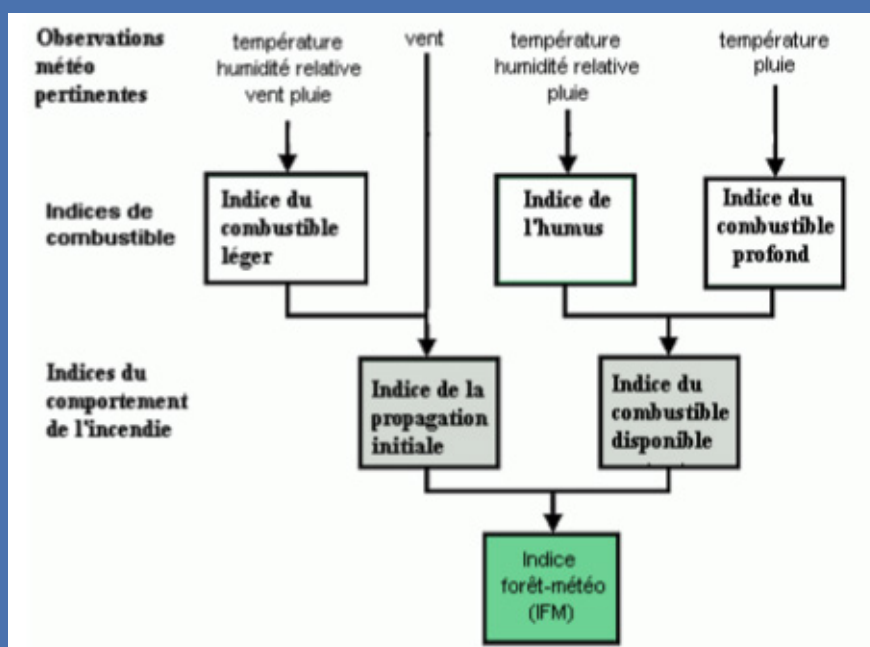 Observations
météo
pertinentes
température
humidité relative
vent pluie
vent
température
humidité relative
pluie
température
pluie
Indices de
combustible
Indice du
combustible
léger
Indice de
l'humus
Indice du
combustible
profond
Indices du
comportement
de l'incendie
Indice de la
propagation
initiale
Indice du
combustible
disponible
Indice
forêt-météo
(IFM)